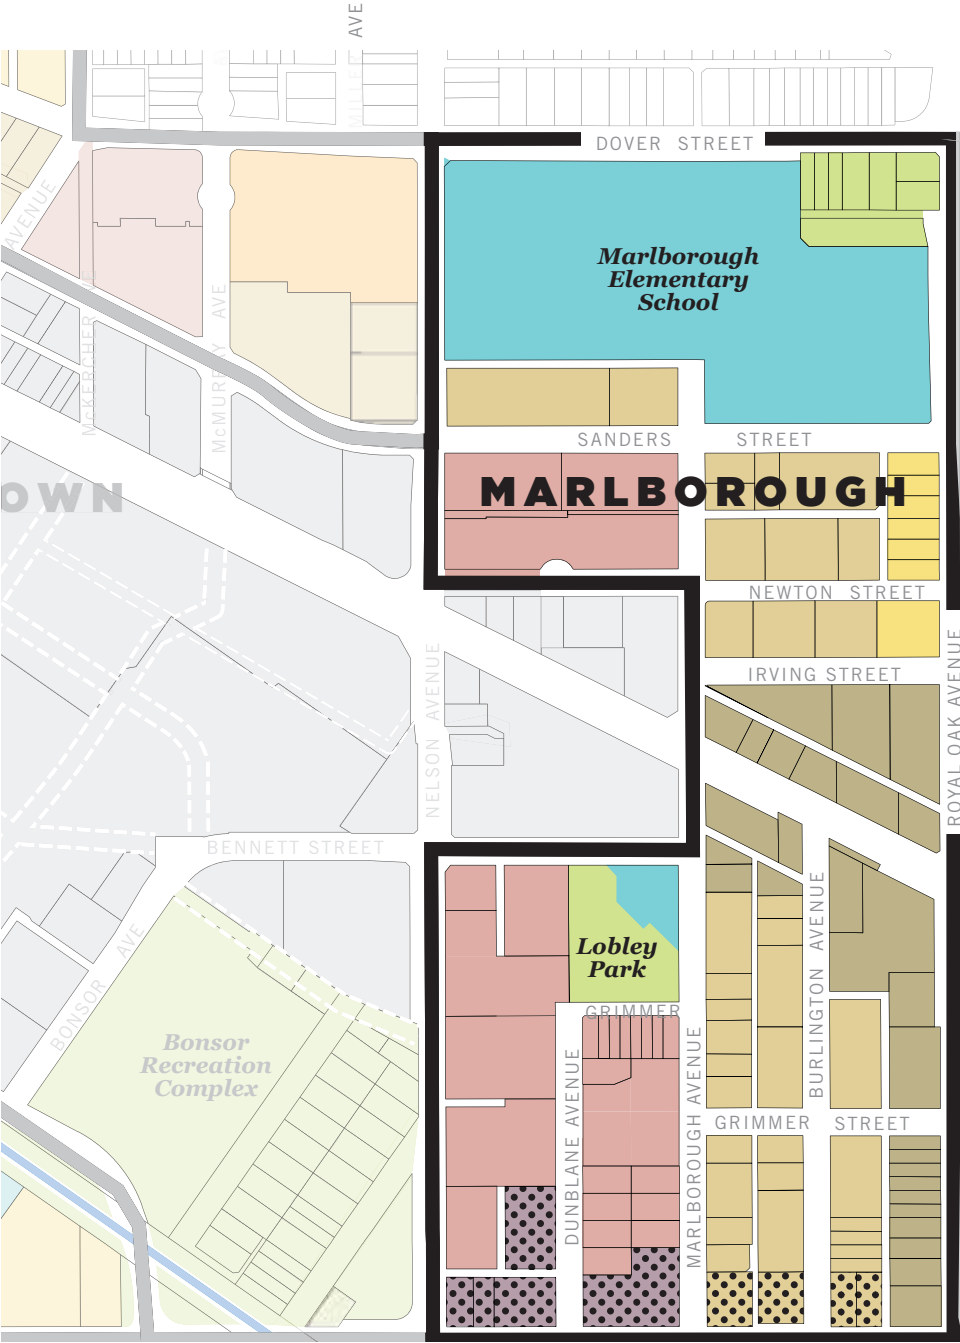 AVE
MILLER
DOVER STREET
AVENUE
Marlborough
Elementary
School
McKERCHER AVE
McMURRAY AVE
SANDERS STREET
OWN
MARLBOROUGH
NEWTON STREET
IRVING STREET
NELSON AVENUE
ROYAL OAK AVENUE
BENNETT STREET
BONSOR AVE
Lobley
Park
GRIMMER
BURLINGTON AVENUE
Bonsor
Recreation
Complex
DUNBLANE AVENUE
MARLBOROUGH AVENUE
GRIMMER STREET